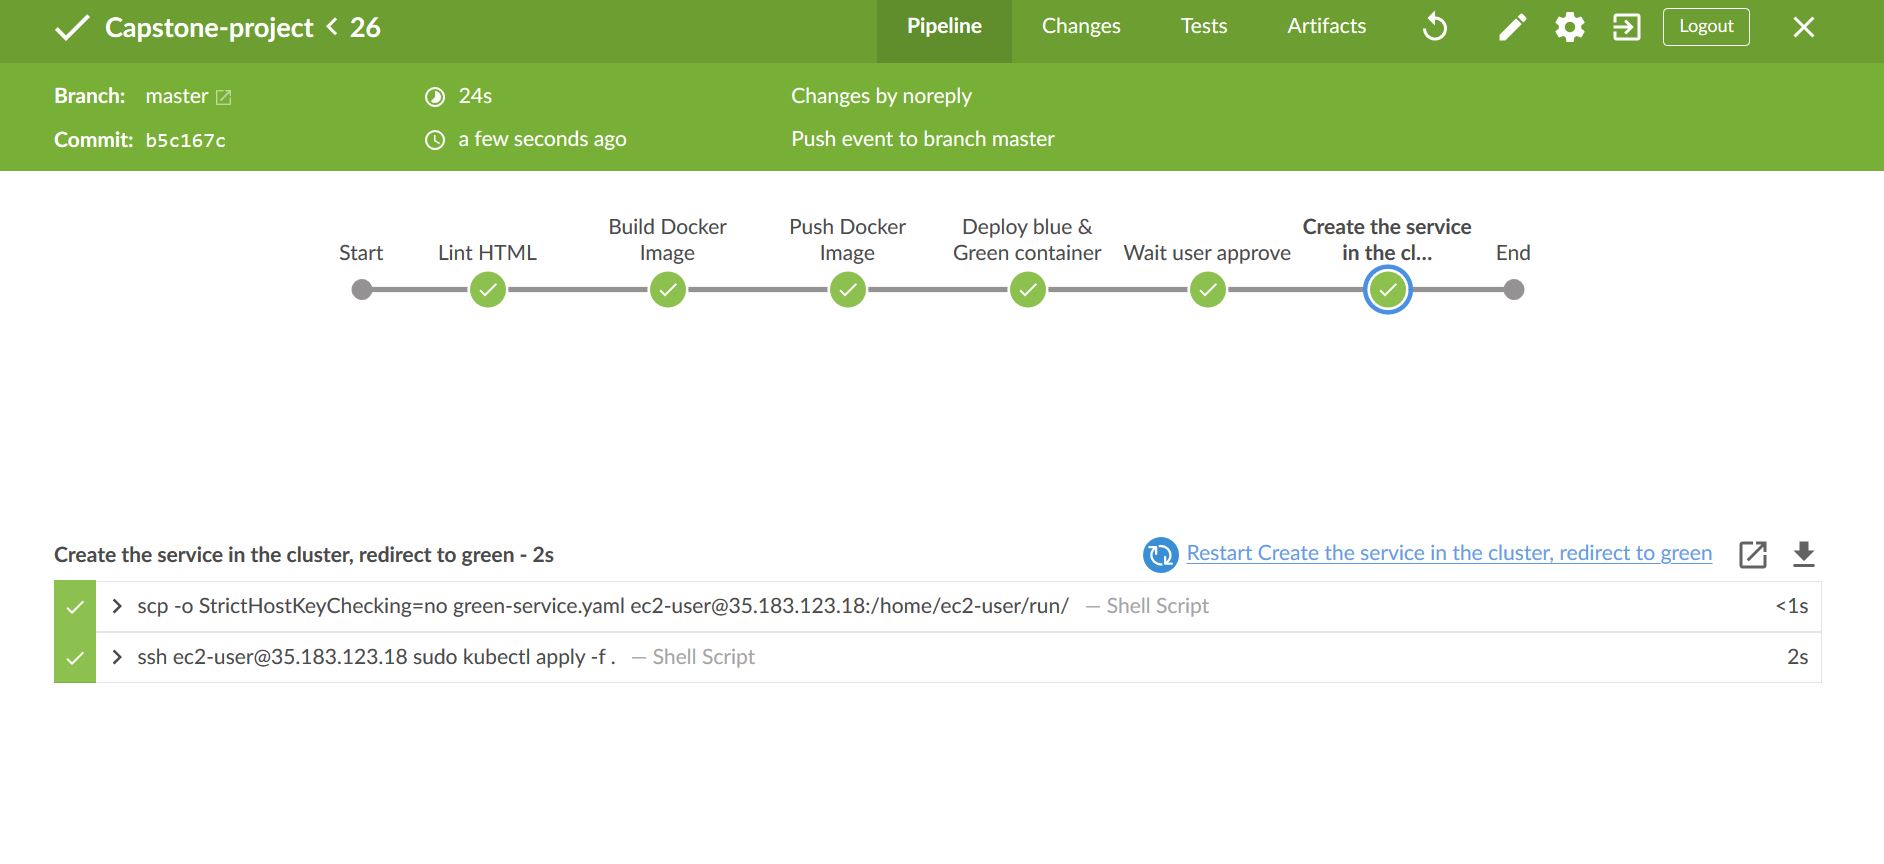 Capstone-project < 26
Pipeline
Changes
Tests
Artifacts
Logout
Branch: master
24s
Changes by noreply
Commit: b5c167c
a few seconds ago
Push event to branch master
Start
Lint HTML
Build Docker
Image
Push Docker
Image
Deploy blue &
Green container
Wait user approve
Create the service
in the cl...
End
Create the service in the cluster, redirect to green - 2s
Restart Create the service in the cluster, redirect to green
scp -o StrictHostKeyChecking=no green-service.yaml ec2-user@35.183.123.18:/home/ec2-user/run/ — Shell Script <1s
ssh ec2-user@35.183.123.18 sudo kubectl apply -f . — Shell Script 2s